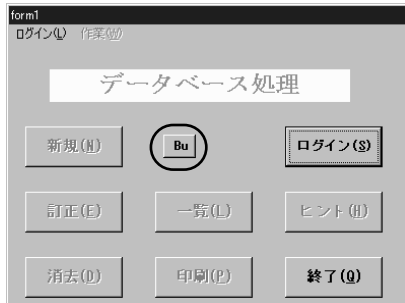 form1
ログイン(L) 作業(W)
データベース処理
新規(N) Bu ログイン(S)
訂正(E) 一覧(L) ヒント(H)
消去(D) 印刷(P) 終了(Q)